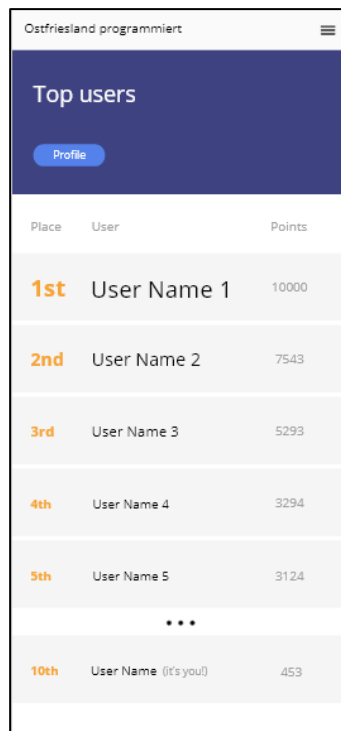 Ostfriesland programmiert
Top users
Profile
Place User Points
1st User Name 1 10000
2nd User Name 2 7543
3rd User Name 3 5293
4th User Name 4 3294
5th User Name 5 3124
•••
10th User Name (it's you!) 453